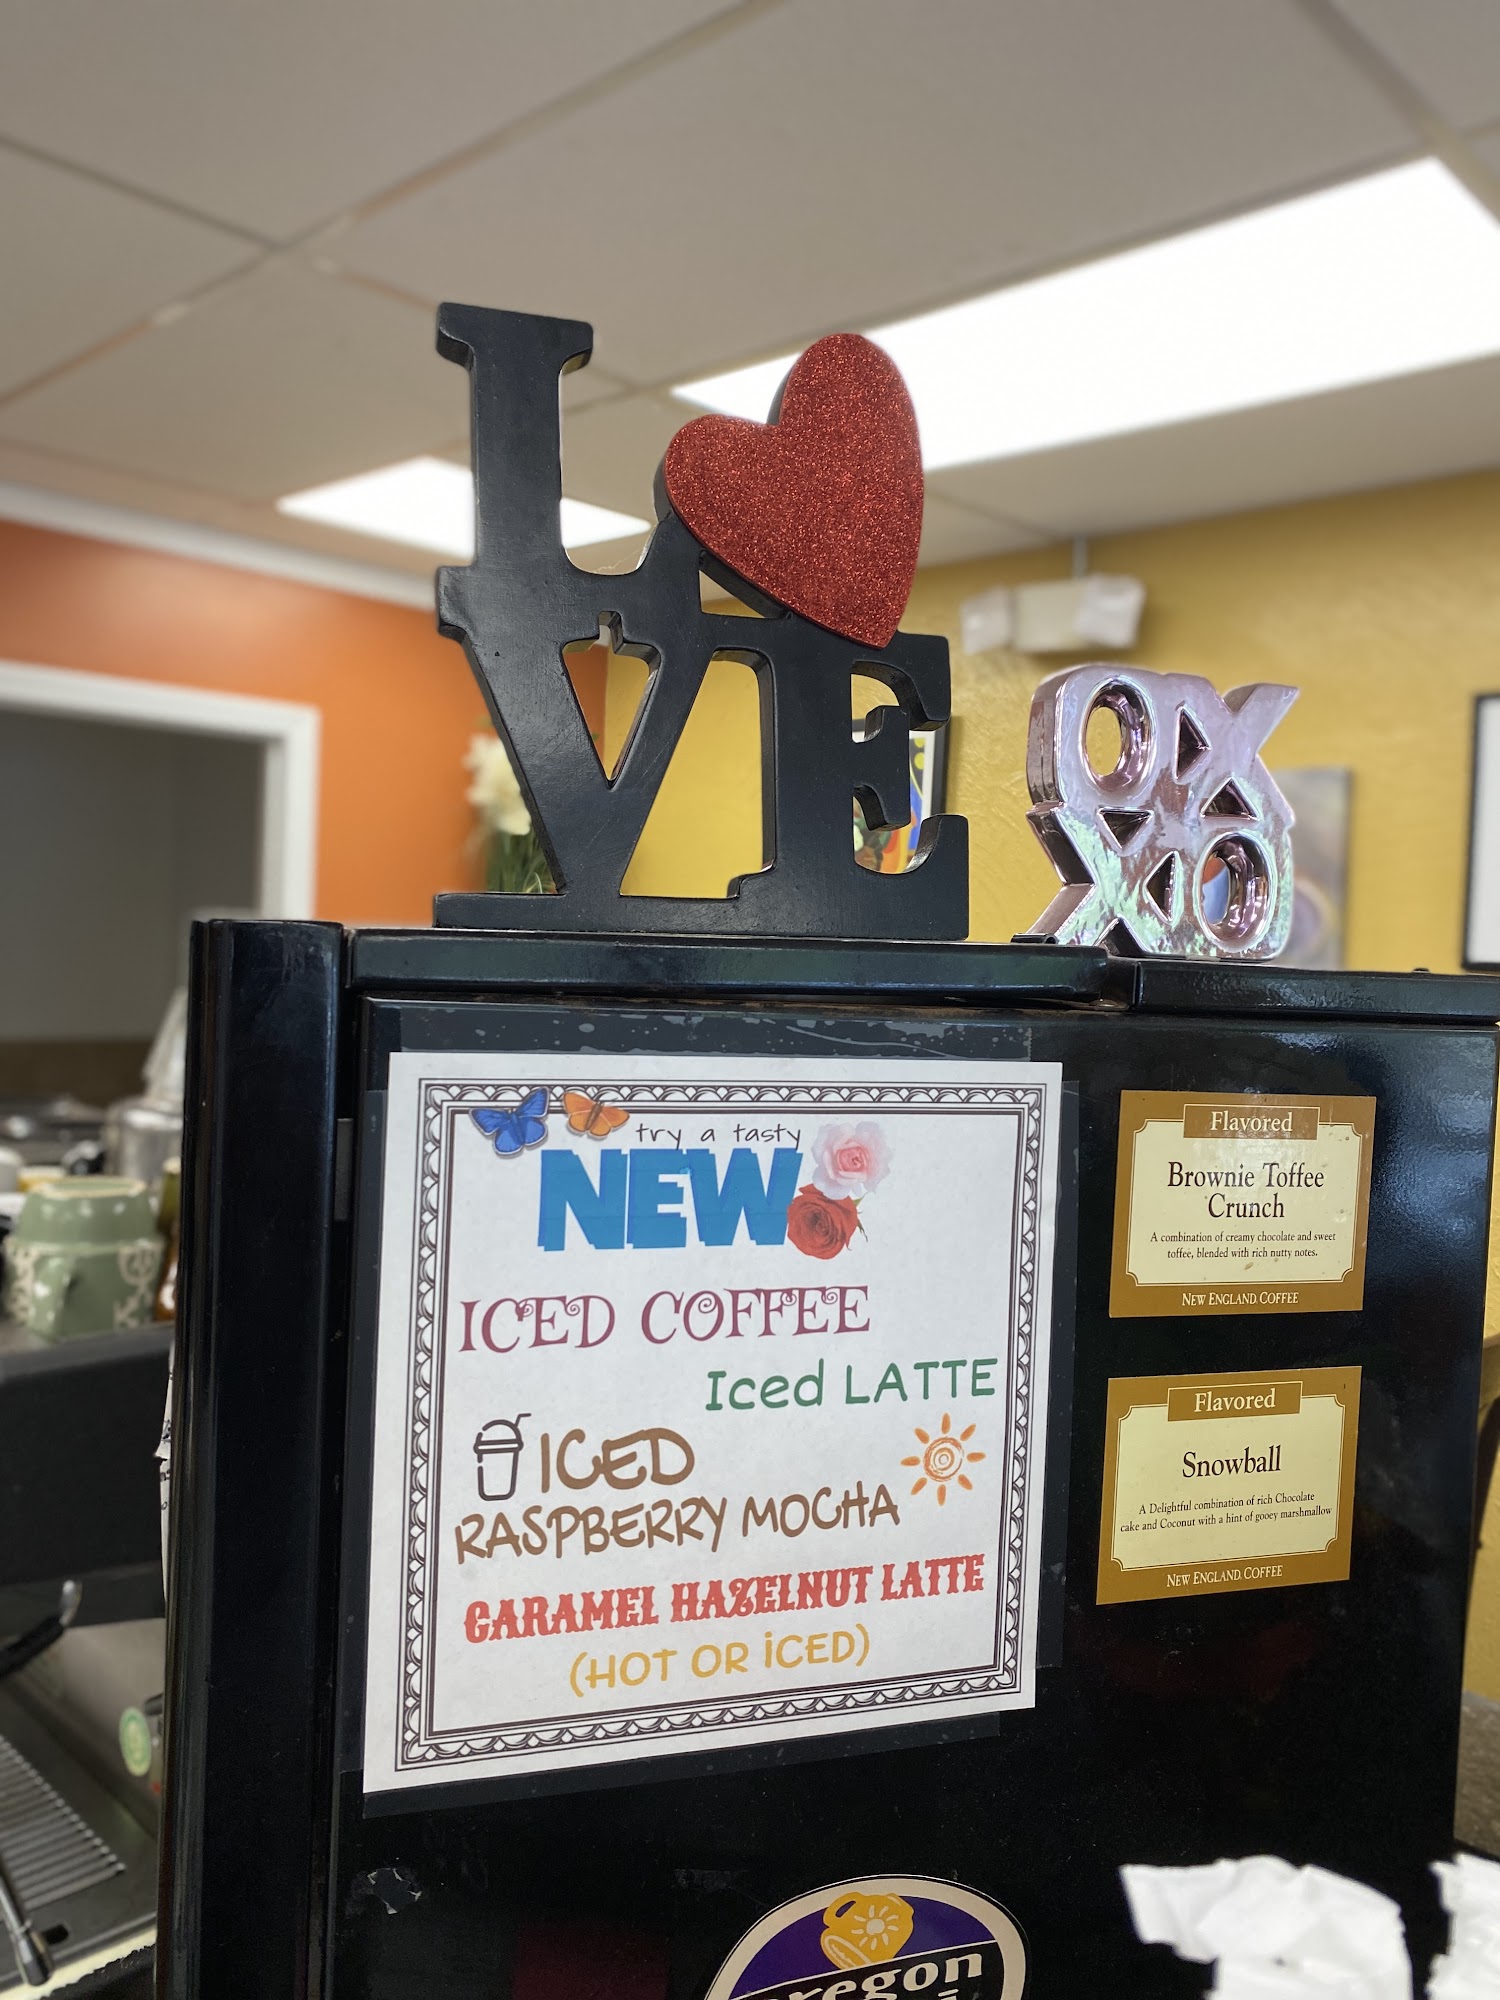 LOVE
OX
XO
try a tasty
NEW
ICED COFFEE
Iced LATTE
ICED
RASPBERRY MOCHA
CARAMEL HAZELNUT LATTE
(HOT OR iCED)
Flavored
Brownie Toffee
Crunch
A combination of creamy chocolate and sweet
toffee, blended with rich nutty notes.
NEW ENGLAND COFFEE
Flavored
Snowball
A Delightful combination of rich Chocolate
cake and Coconut with a hint of gooey marshmallow
NEW ENGLAND COFFEE